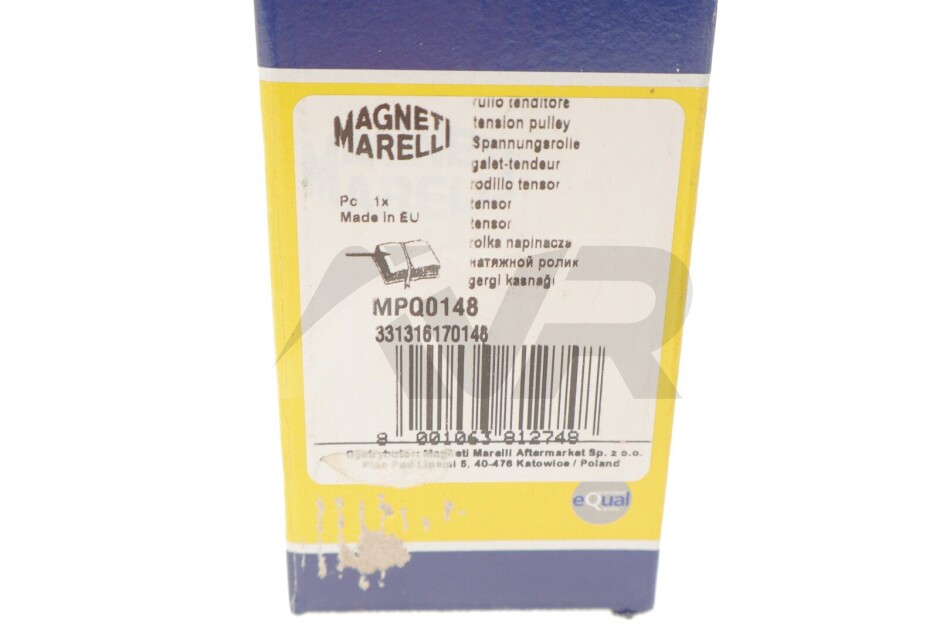 MAGNETI
MARELLI
rullo tenditore
tension pulley
Spannungsrolle
galet-tendeur
rodillo tensor
tensor
tensor
rolka napinacza
натяжной ролик
gergi kasnağı
Pc 1x
Made in EU
MPQ0148
331316170148
8 001063 812748
Dystrybutor: Magneti Marelli Aftermarket Sp. z o.o.
Plac Pod Lipami 5, 40-476 Katowice / Poland
eQual